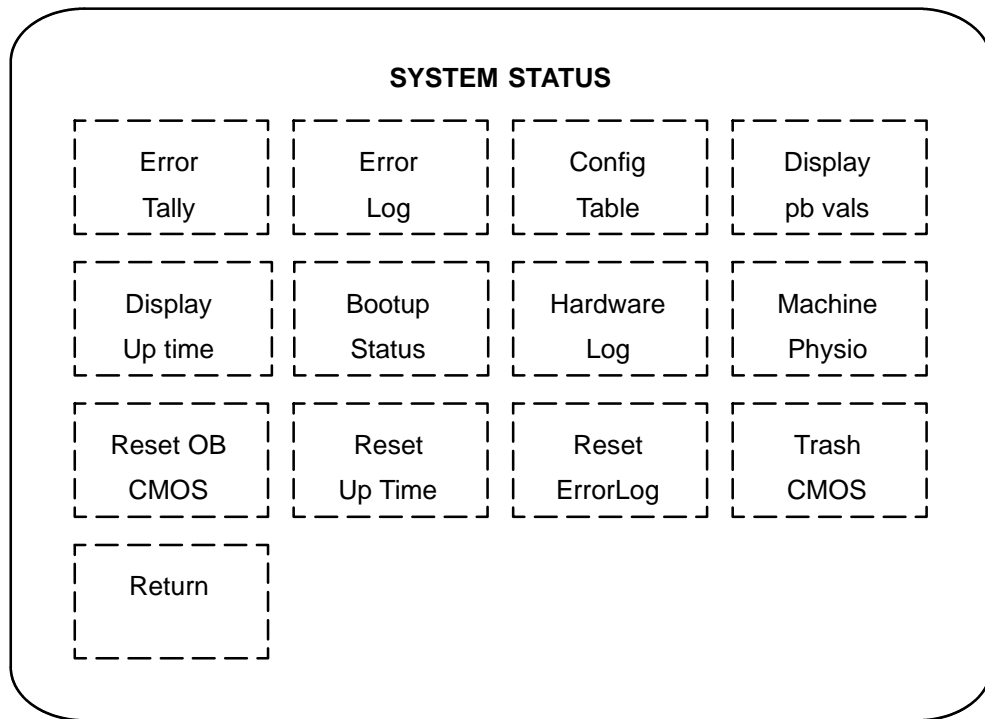 SYSTEM STATUS
Error
Tally
Error
Log
Config
Table
Display
pb vals
Display
Up time
Bootup
Status
Hardware
Log
Machine
Physio
Reset OB
CMOS
Reset
Up Time
Reset
ErrorLog
Trash
CMOS
Return